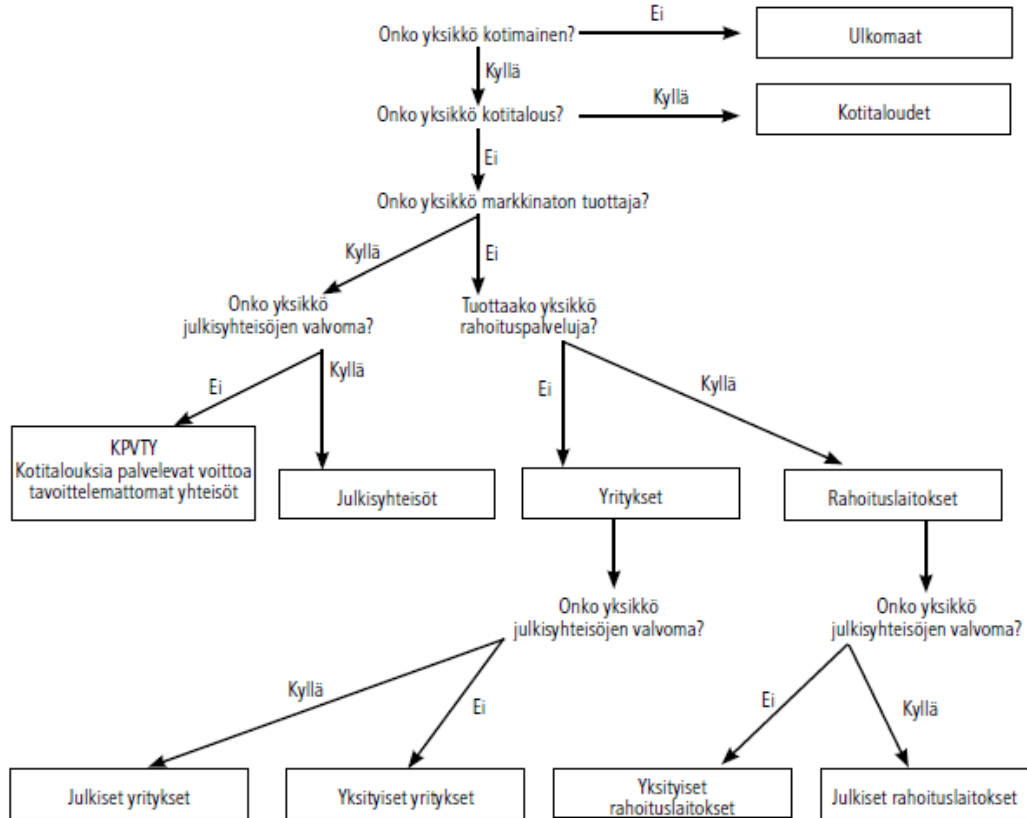 Onko yksikkö kotimainen?
Ei
Ulkomaat
Kyllä
Onko yksikkö kotitalous?
Kyllä
Kotitaloudet
Ei
Onko yksikkö markkinaton tuottaja?
Kyllä
Ei
Onko yksikkö
julkisyhteisöjen valvoma?
Tuottaako yksikkö
rahoituspalveluja?
Ei
Kyllä
Ei
Kyllä
KPVTY
Kotitalouksia palvelevat voittoa
tavoittelemattomat yhteisöt
Julkisyhteisöt
Yritykset
Rahoituslaitokset
Onko yksikkö
julkisyhteisöjen valvoma?
Onko yksikkö
julkisyhteisöjen valvoma?
Kyllä
Ei
Ei
Kyllä
Julkiset yritykset
Yksityiset yritykset
Yksityiset
rahoituslaitokset
Julkiset rahoituslaitokset